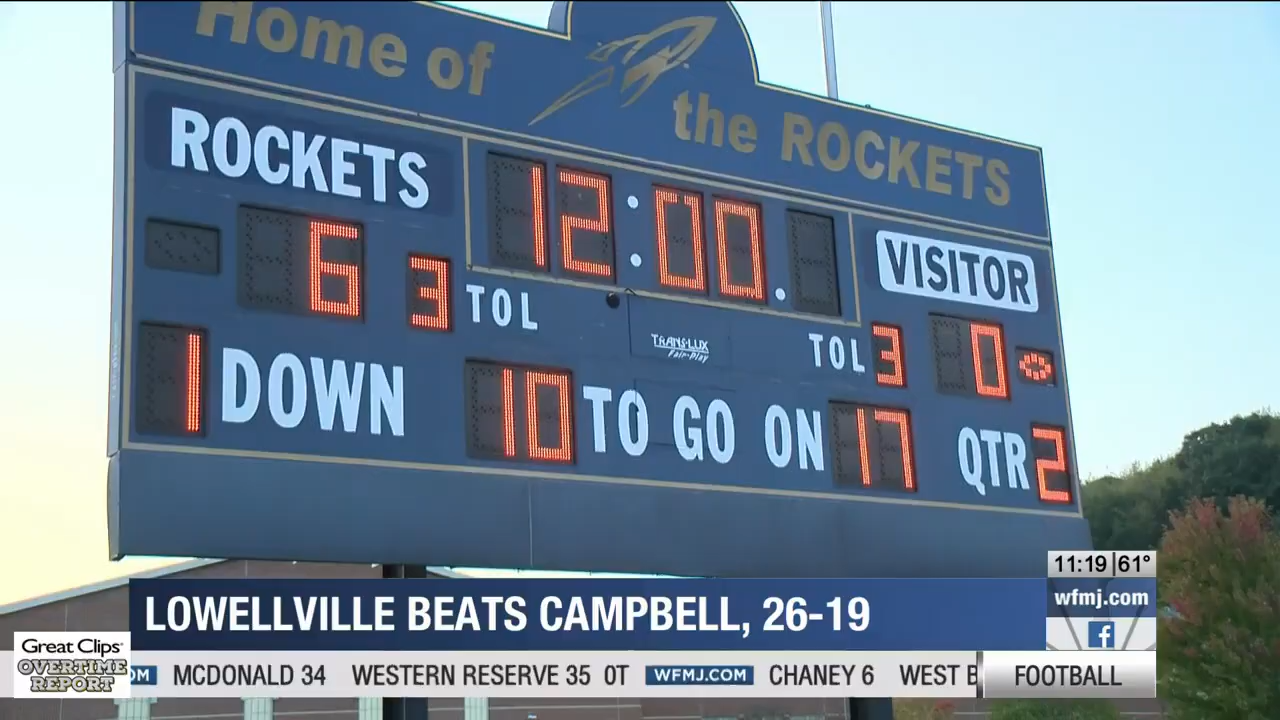 Home of the ROCKETS
ROCKETS
12:00.
VISITOR
6
3 TOL
TRANS-LUX
Fair-Play
TOL 3
0
1 DOWN 10 TO GO ON 17 QTR 2
11:19 61°
LOWELLVILLE BEATS CAMPBELL, 26-19
wfmj.com
f
Great Clips
OVERTIME
REPORT
OM MCDONALD 34 WESTERN RESERVE 35 OT WFMJ.COM CHANEY 6 WEST B FOOTBALL